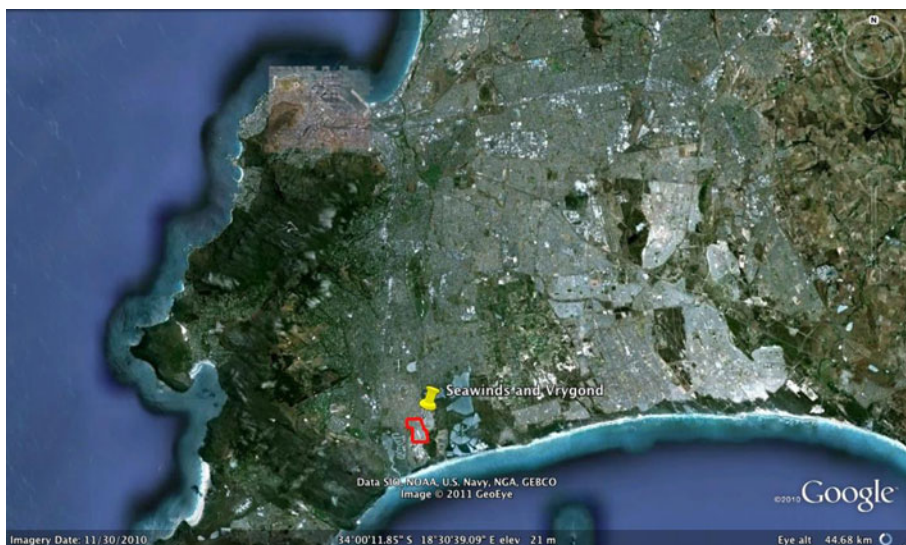 N
Seawinds and Vrygond
Data SIO, NOAA, U.S. Navy, NGA, GEBCO
Image © 2011 GeoEye
©2010 Google™
Imagery Date: 11/30/2010 34°00'11.85" S 18°30'39.09" E elev 21 m Eye alt 44.68 km